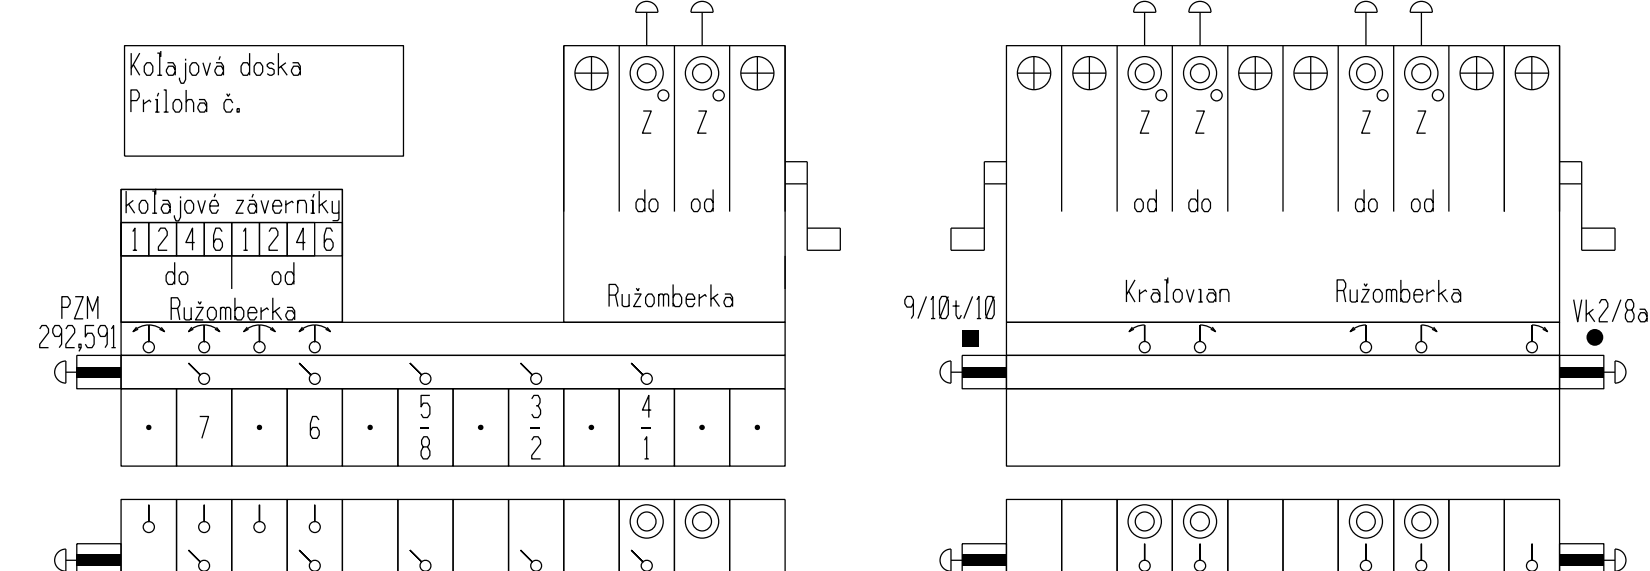 Koľajová doska
Príloha č.
Z Z
Z Z Z Z
koľajové záverníky
do od
od do do od
1 2 4 6 1 2 4 6
do od
Ružomberka
Ružomberka
Kraľovian Ružomberka
PZM
292,591
9/10t/10
Vk2/8a
7 6 5/8 3/2 4/1